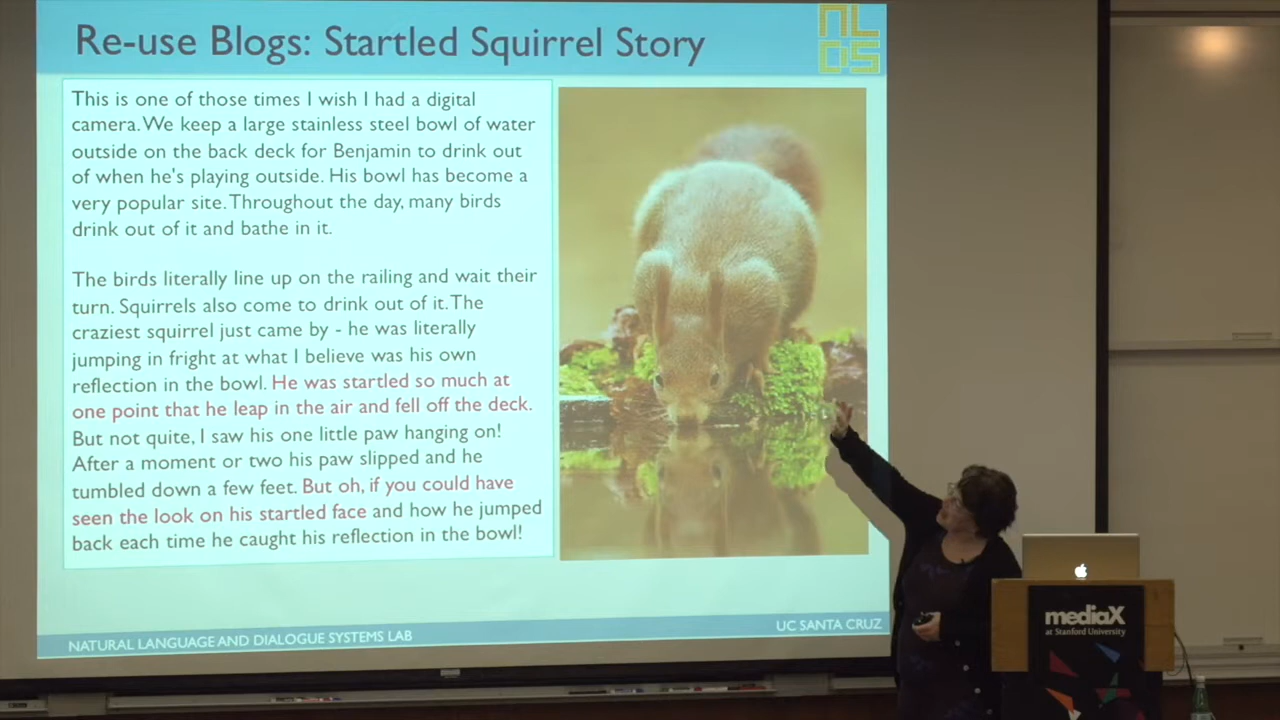 Re-use Blogs: Startled Squirrel Story
NL
DS
This is one of those times I wish I had a digital
camera. We keep a large stainless steel bowl of water
outside on the back deck for Benjamin to drink out
of when he's playing outside. His bowl has become a
very popular site. Throughout the day, many birds
drink out of it and bathe in it.
The birds literally line up on the railing and wait their
turn. Squirrels also come to drink out of it. The
craziest squirrel just came by - he was literally
jumping in fright at what I believe was his own
reflection in the bowl. He was startled so much at
one point that he leap in the air and fell off the deck.
But not quite, I saw his one little paw hanging on!
After a moment or two his paw slipped and he
tumbled down a few feet. But oh, if you could have
seen the look on his startled face and how he jumped
back each time he caught his reflection in the bowl!
NATURAL LANGUAGE AND DIALOGUE SYSTEMS LAB
UC SANTA CRUZ
mediaX
at Stanford University